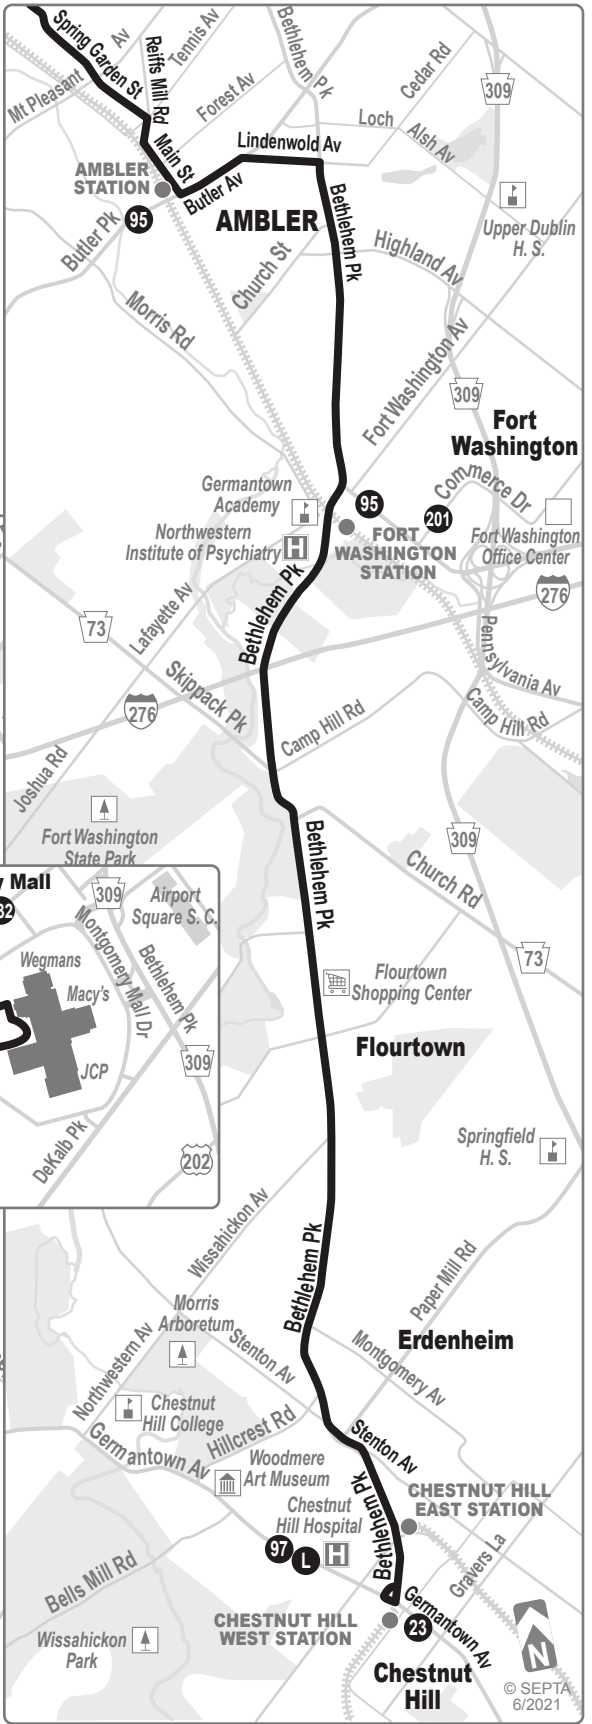 Spring Garden St
Av
Reiffs Mill Rd
Tennis Av
Bethlehem Pk
Cedar Rd
309
Mt Pleasant
Forest Av
Loch
Alsh Av
Main St
Lindenwold Av
AMBLER
STATION
Butler Av
95
AMBLER
Bethlehem Pk
Upper Dublin
H. S.
Butler Pk
Church St
Highland Av
Morris Rd
Fort Washington Av
309
Fort
Washington
Germantown
Academy
95
Commerce Dr
201
Northwestern
Institute of Psychiatry
H
FORT
WASHINGTON
STATION
Fort Washington
Office Center
276
Bethlehem Pk
Lafayette Av
73
Pennsylvania Av
Skippack Pk
276
Camp Hill Rd
Camp Hill Rd
Joshua Rd
Fort Washington
State Park
Bethlehem Pk
309
Church Rd
73
y Mall
32
309
Airport
Square S. C.
Montgomery Mall Dr
Bethlehem Pk
Wegmans
Macy's
JCP
309
DeKalb Pk
202
Flourtown
Shopping Center
Flourtown
Springfield
H. S.
Wissahickon Av
Bethlehem Pk
Paper Mill Rd
Morris
Arboretum
Erdenheim
Northwestern Av
Stenton Av
Montgomery Av
Chestnut
Hill College
Hillcrest Rd
Germantown Av
Stenton Av
Woodmere
Art Museum
Bethlehem Pk
CHESTNUT HILL
EAST STATION
Chestnut
Hill Hospital
H
97
L
Gravers La
Bells Mill Rd
Germantown Av
CHESTNUT HILL
WEST STATION
23
Wissahickon
Park
Chestnut
Hill
N
© SEPTA
6/2021